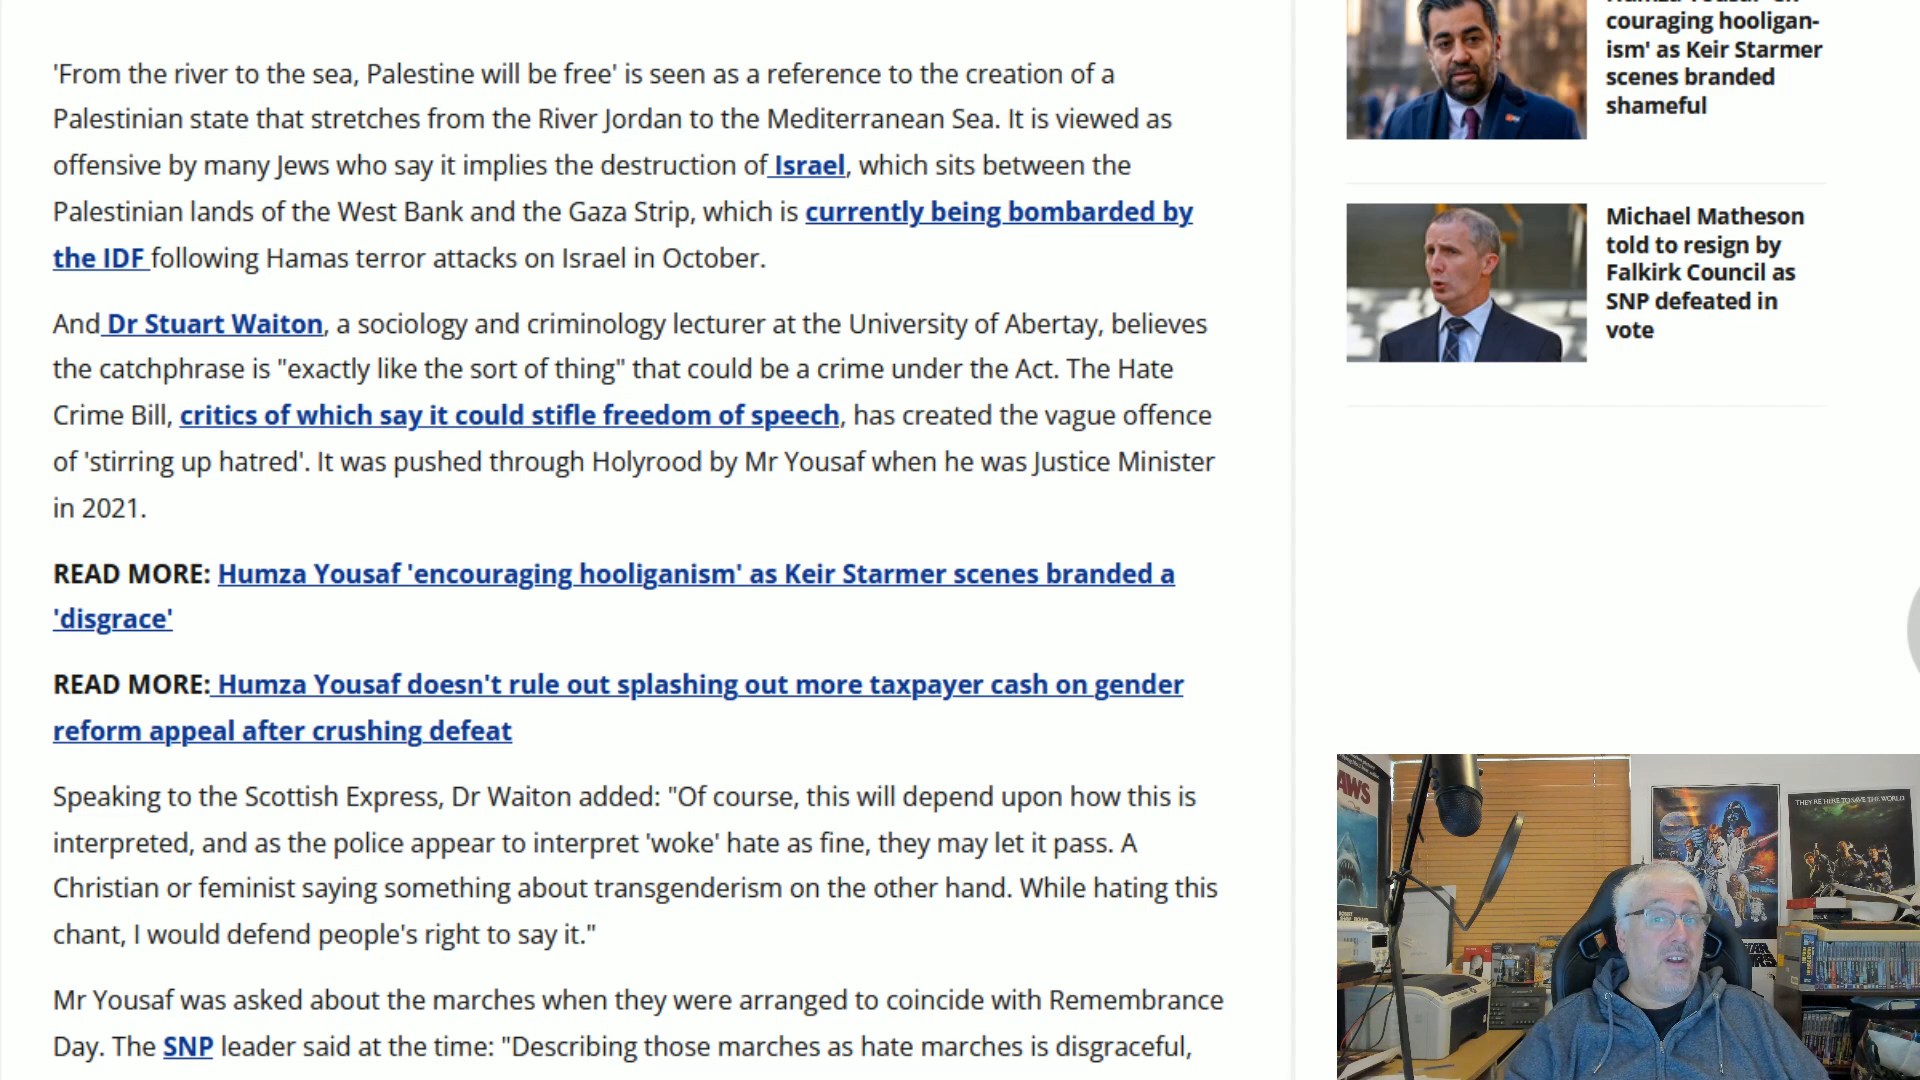 'From the river to the sea, Palestine will be free' is seen as a reference to the creation of a
Palestinian state that stretches from the River Jordan to the Mediterranean Sea. It is viewed as
offensive by many Jews who say it implies the destruction of Israel, which sits between the
Palestinian lands of the West Bank and the Gaza Strip, which is currently being bombarded by
the IDF following Hamas terror attacks on Israel in October.
And Dr Stuart Waiton, a sociology and criminology lecturer at the University of Abertay, believes
the catchphrase is "exactly like the sort of thing" that could be a crime under the Act. The Hate
Crime Bill, critics of which say it could stifle freedom of speech, has created the vague offence
of 'stirring up hatred'. It was pushed through Holyrood by Mr Yousaf when he was Justice Minister
in 2021.
READ MORE: Humza Yousaf 'encouraging hooliganism' as Keir Starmer scenes branded a
'disgrace'
READ MORE: Humza Yousaf doesn't rule out splashing out more taxpayer cash on gender
reform appeal after crushing defeat
Speaking to the Scottish Express, Dr Waiton added: "Of course, this will depend upon how this is
interpreted, and as the police appear to interpret 'woke' hate as fine, they may let it pass. A
Christian or feminist saying something about transgenderism on the other hand. While hating this
chant, I would defend people's right to say it."
Mr Yousaf was asked about the marches when they were arranged to coincide with Remembrance
Day. The SNP leader said at the time: "Describing those marches as hate marches is disgraceful,
couraging hooligan-
ism' as Keir Starmer
scenes branded
shameful
Michael Matheson
told to resign by
Falkirk Council as
SNP defeated in
vote
THEY'RE HERE TO SAVE THE WORLD